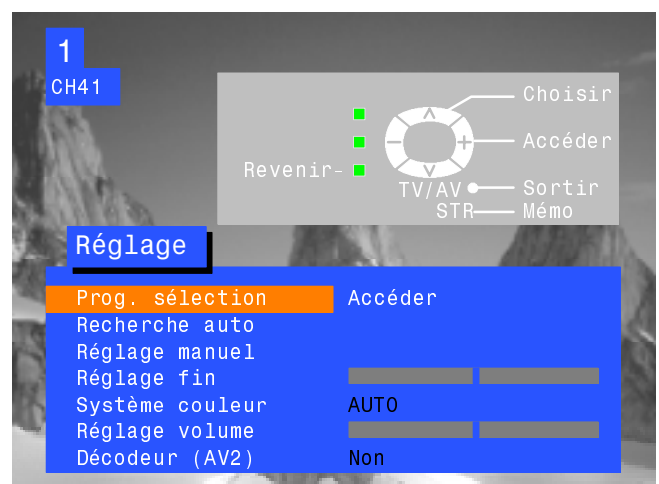 1
CH41
Choisir
Accéder
Revenir-
TV/AV Sortir
STR Mémo
Réglage
Prog. sélection Accéder
Recherche auto
Réglage manuel
Réglage fin
Système couleur AUTO
Réglage volume
Décodeur (AV2) Non